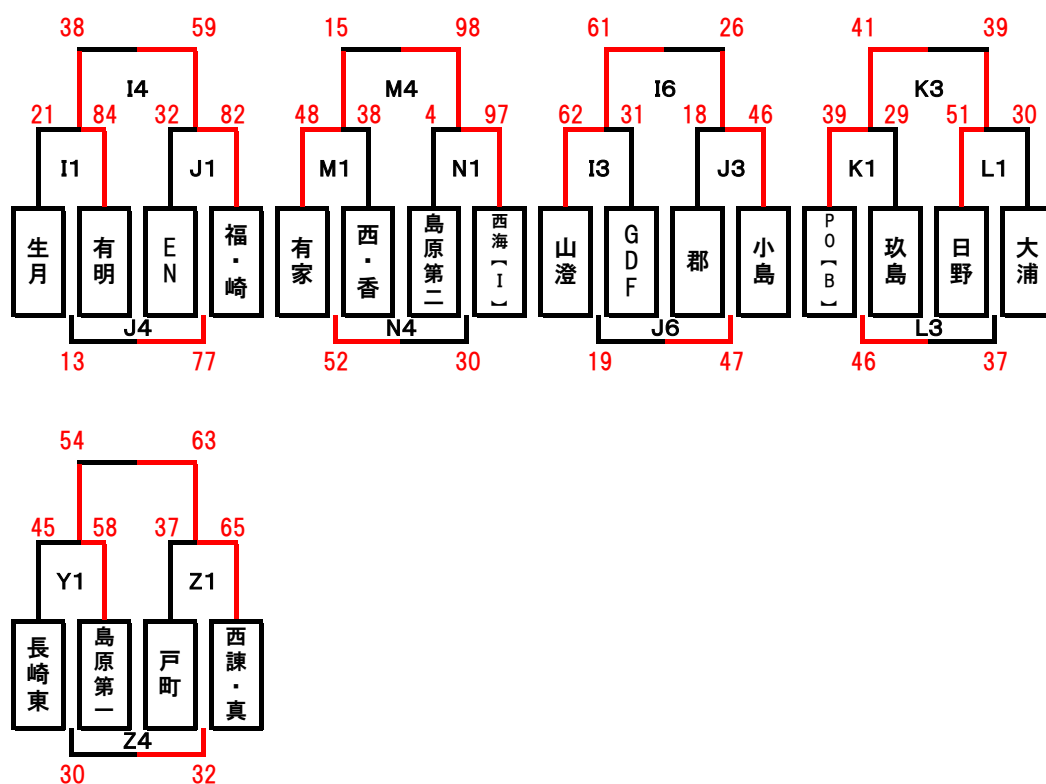 38 59 15 98 61 26 41 39
I4 M4 I6 K3
21 84 32 82 48 38 4 97 62 31 18 46 39 29 51 30
I1 J1 M1 N1 I3 J3 K1 L1
生月
有明
EN
福・崎
有家
西・香
島原第二
西海【I】
山澄
GDF
郡
小島
PO【B】
玖島
日野
大浦
J4 N4 J6 L3
13 77 52 30 19 47 46 37
54 63
45 58 37 65
Y1 Z1
長崎東
島原第一
戸町
西諫・真
Z4
30 32